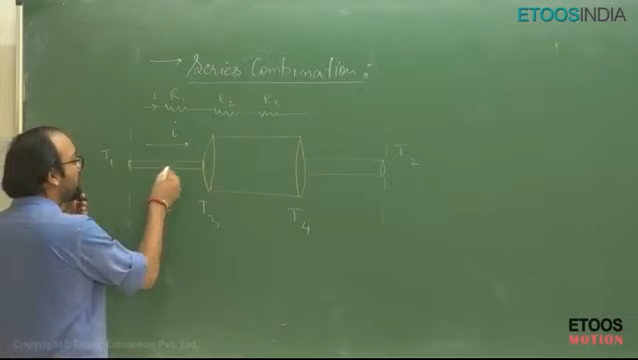 ETOOSINDIA
→ Series Combination :
i R₁ R₂ R₃
i
T₁ T₂
T₃ T₄
ETOOS
MOTION